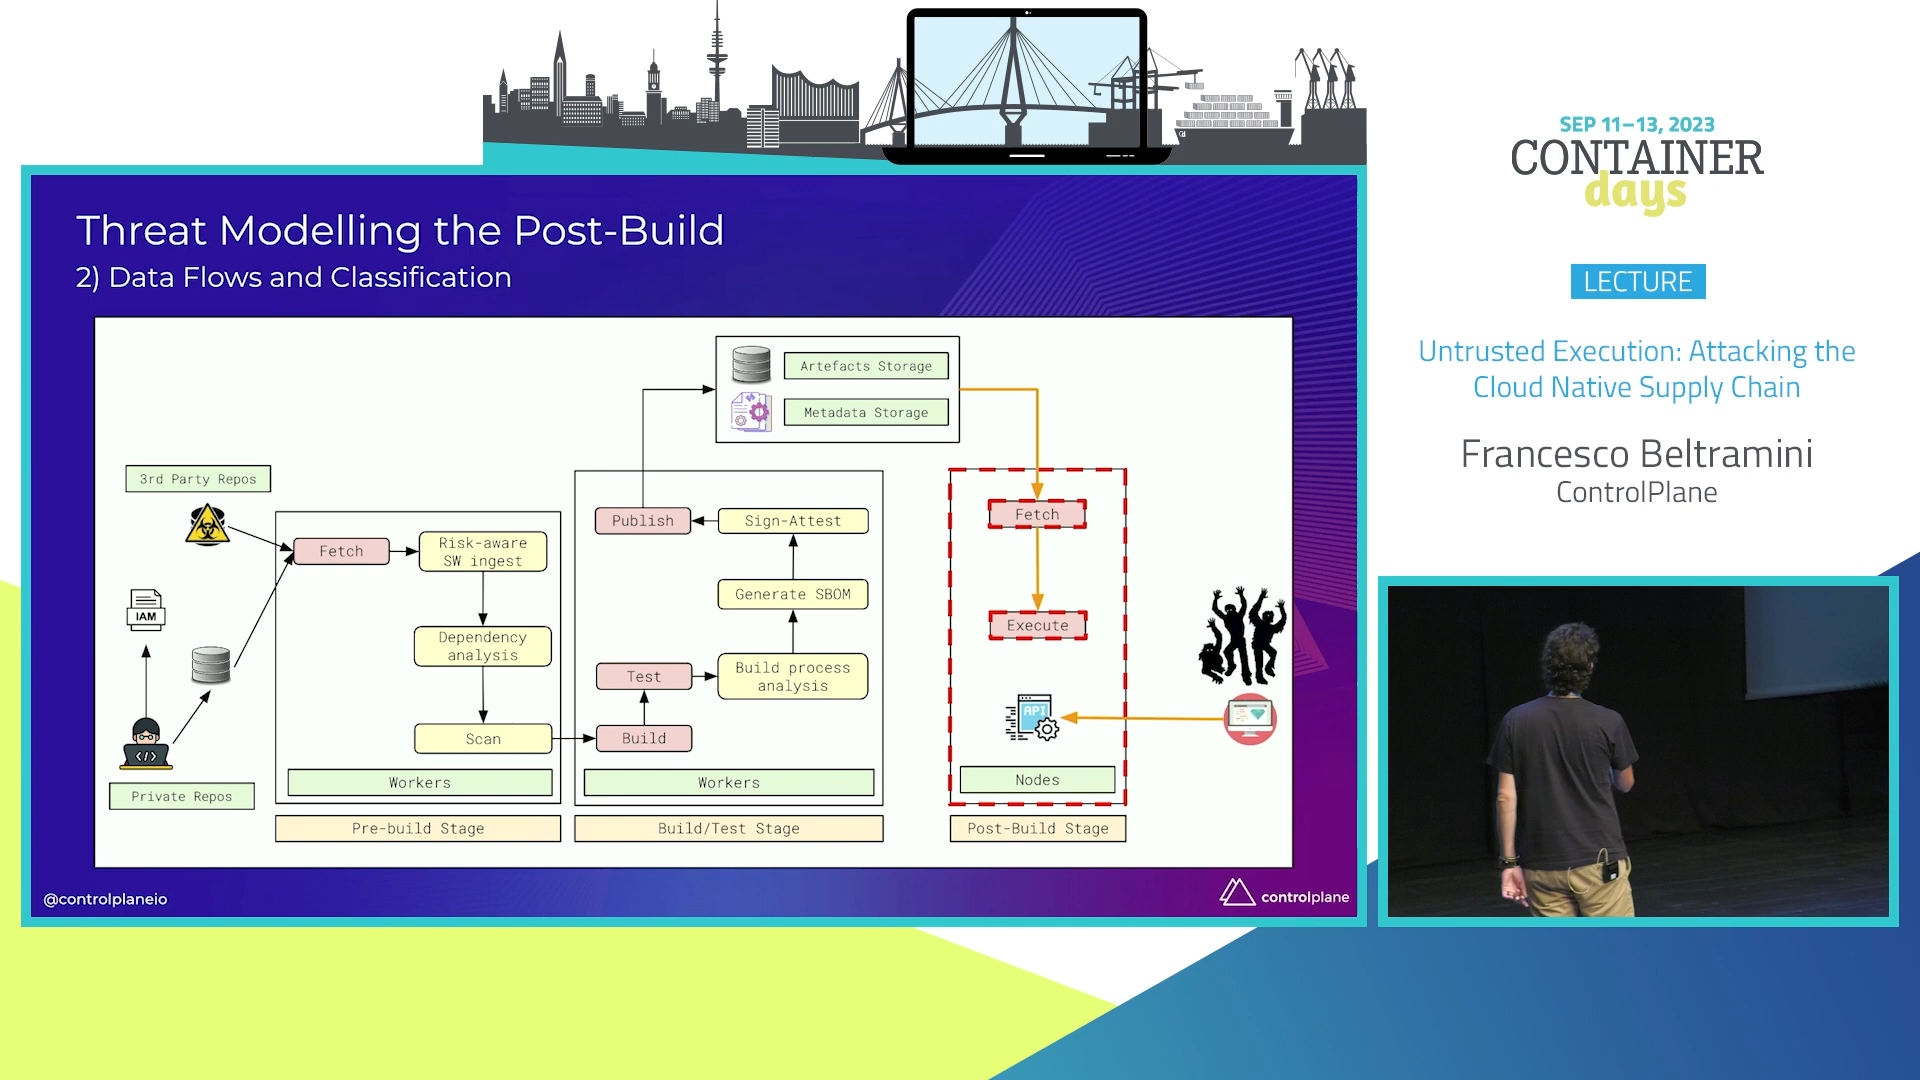 SEP 11–13, 2023
CONTAINER
days
LECTURE
Untrusted Execution: Attacking the
Cloud Native Supply Chain
Francesco Beltramini
ControlPlane
Threat Modelling the Post-Build
2) Data Flows and Classification
Artefacts Storage
Metadata Storage
3rd Party Repos
IAM
Private Repos
Fetch
Risk-aware
SW ingest
Dependency
analysis
Scan
Workers
Pre-build Stage
Publish
Sign-Attest
Generate SBOM
Test
Build process
analysis
Build
Workers
Build/Test Stage
Fetch
Execute
API
Nodes
Post-Build Stage
@controlplaneio
controlplane